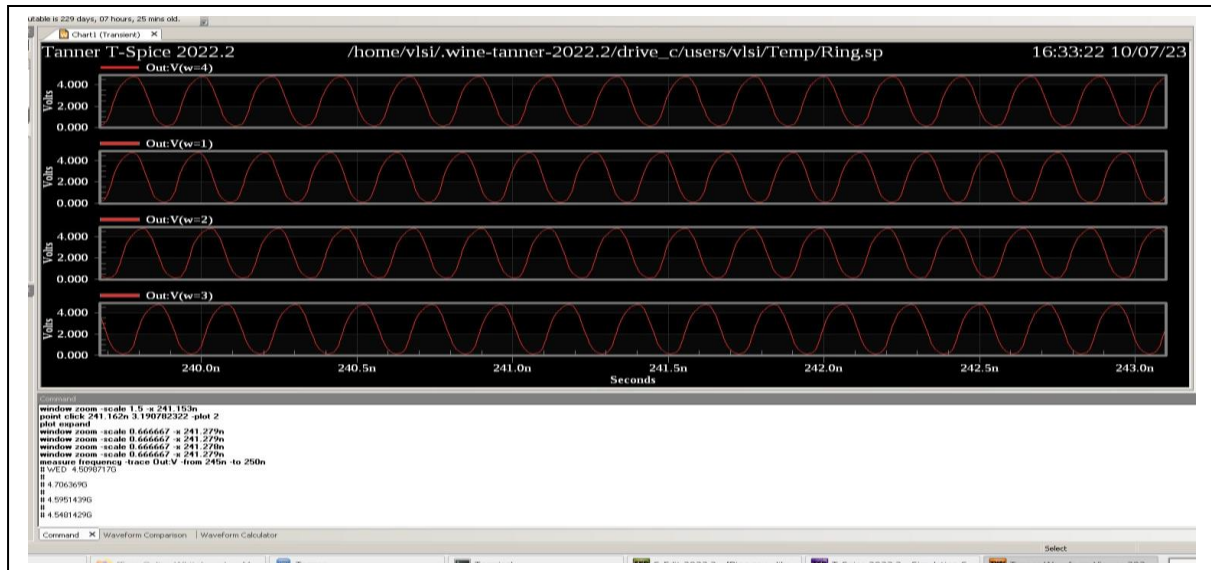 utable is 229 days, 07 hours, 25 mins old.
Chart1 (Transient) X
Tanner T-Spice 2022.2 /home/vlsi/.wine-tanner-2022.2/drive_c/users/vlsi/Temp/Ring.sp 16:33:22 10/07/23
Out:V(w=4)
4.000
2.000
0.000
Volts
Out:V(w=1)
4.000
2.000
0.000
Volts
Out:V(w=2)
4.000
2.000
0.000
Volts
Out:V(w=3)
4.000
2.000
0.000
Volts
240.0n 240.5n 241.0n 241.5n 242.0n 242.5n 243.0n
Seconds
Command
window zoom -scale 1.5 -x 241.153n
point click 241.162n 3.190782322 -plot 2
plot expand
window zoom -scale 0.666667 -x 241.279n
window zoom -scale 0.666667 -x 241.279n
window zoom -scale 0.666667 -x 241.278n
window zoom -scale 0.666667 -x 241.279n
measure frequency -trace Out:V -from 245n -to 250n
# WED 4.5098717G
#
# 4.706369G
#
# 4.5951439G
#
# 4.5481429G
Command X Waveform Comparison Waveform Calculator
Select